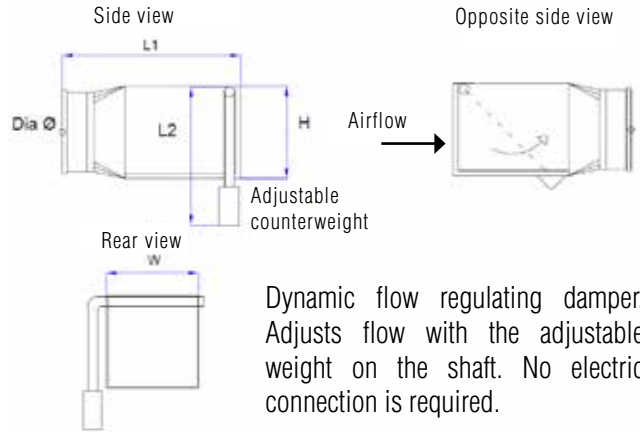 Side view
Opposite side view
L1
Dia Ø
L2
H
Airflow
Adjustable
counterweight
Rear view
W
Dynamic flow regulating damper.
Adjusts flow with the adjustable
weight on the shaft. No electric
connection is required.